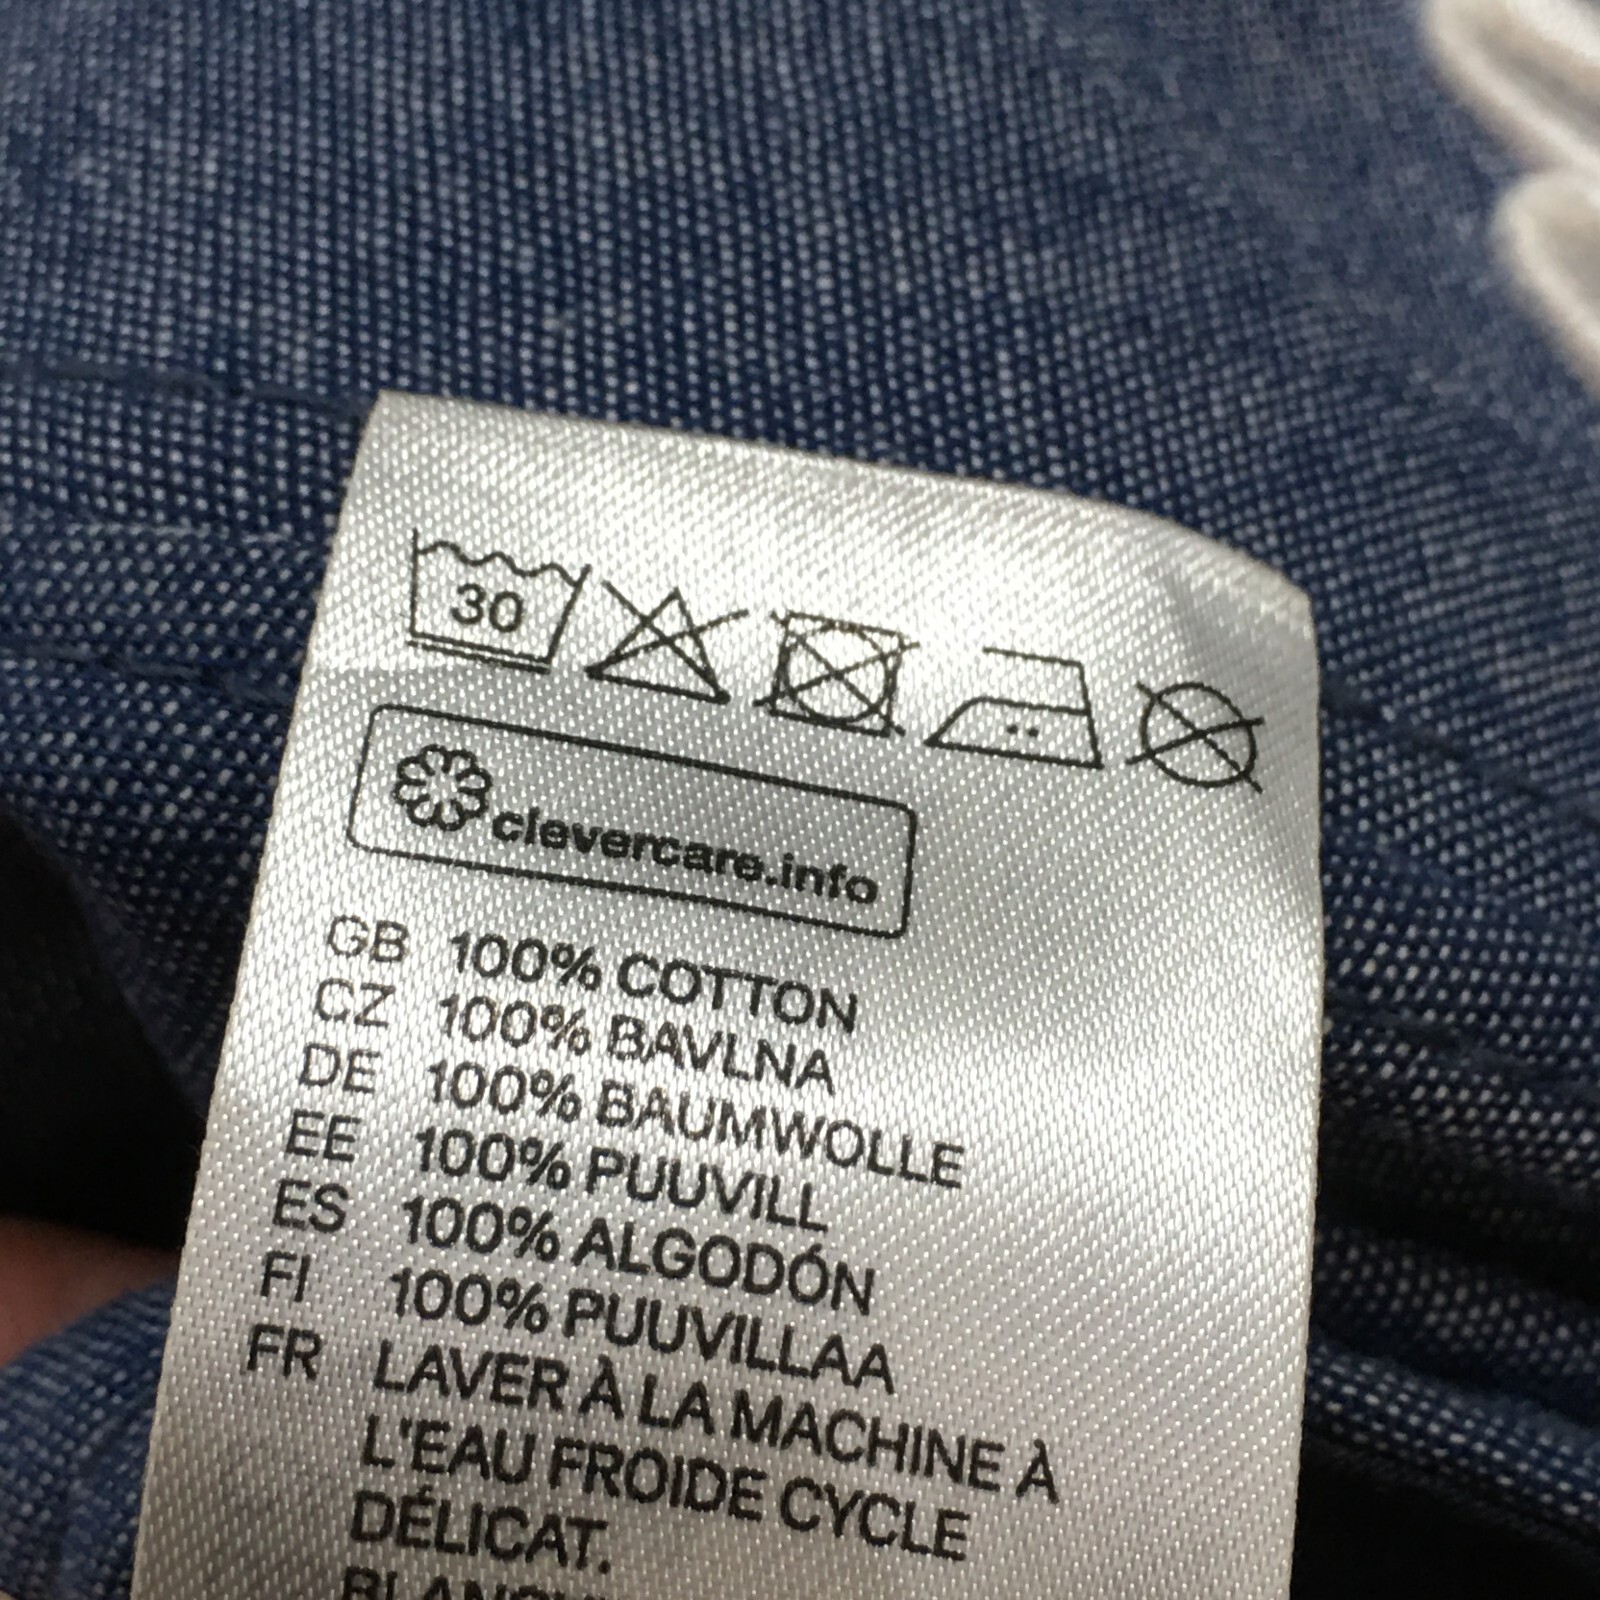 30
clevercare.info
GB 100% COTTON
CZ 100% BAVLNA
DE 100% BAUMWOLLE
EE 100% PUUVILL
ES 100% ALGODÓN
FI 100% PUUVILLAA
FR LAVER À LA MACHINE À
L'EAU FROIDE CYCLE
DÉLICAT.